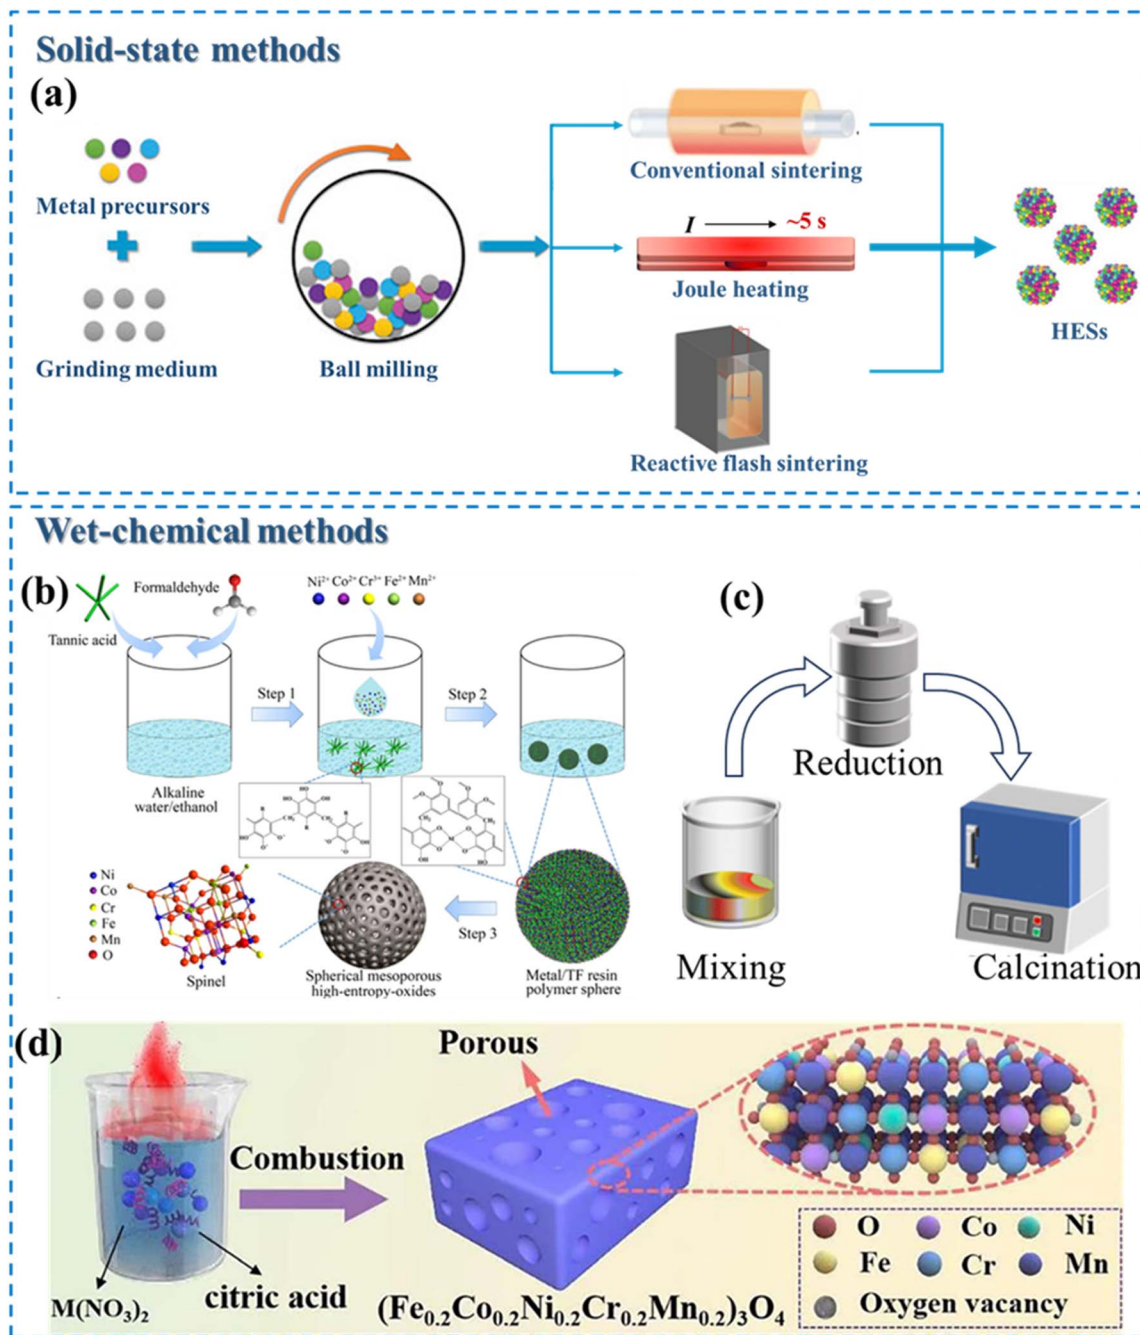 Solid-state methods
(a)
Metal precursors
Grinding medium
Ball milling
Conventional sintering
I
~5 s
Joule heating
Reactive flash sintering
HESs
Wet-chemical methods
(b)
Formaldehyde
Tannic acid
Ni²⁺ Co²⁺ Cr³⁺ Fe²⁺ Mn²⁺
Step 1
Step 2
Alkaline
water/ethanol
Ni
Co
Cr
Fe
Mn
O
Spinel
Spherical mesoporous
high-entropy-oxides
Step 3
Metal/TF resin
polymer sphere
(c)
Reduction
Mixing
Calcination
(d)
Combustion
M(NO₃)₂
citric acid
Porous
(Fe₀.₂Co₀.₂Ni₀.₂Cr₀.₂Mn₀.₂)₃O₄
O Co Ni
Fe Cr Mn
Oxygen vacancy